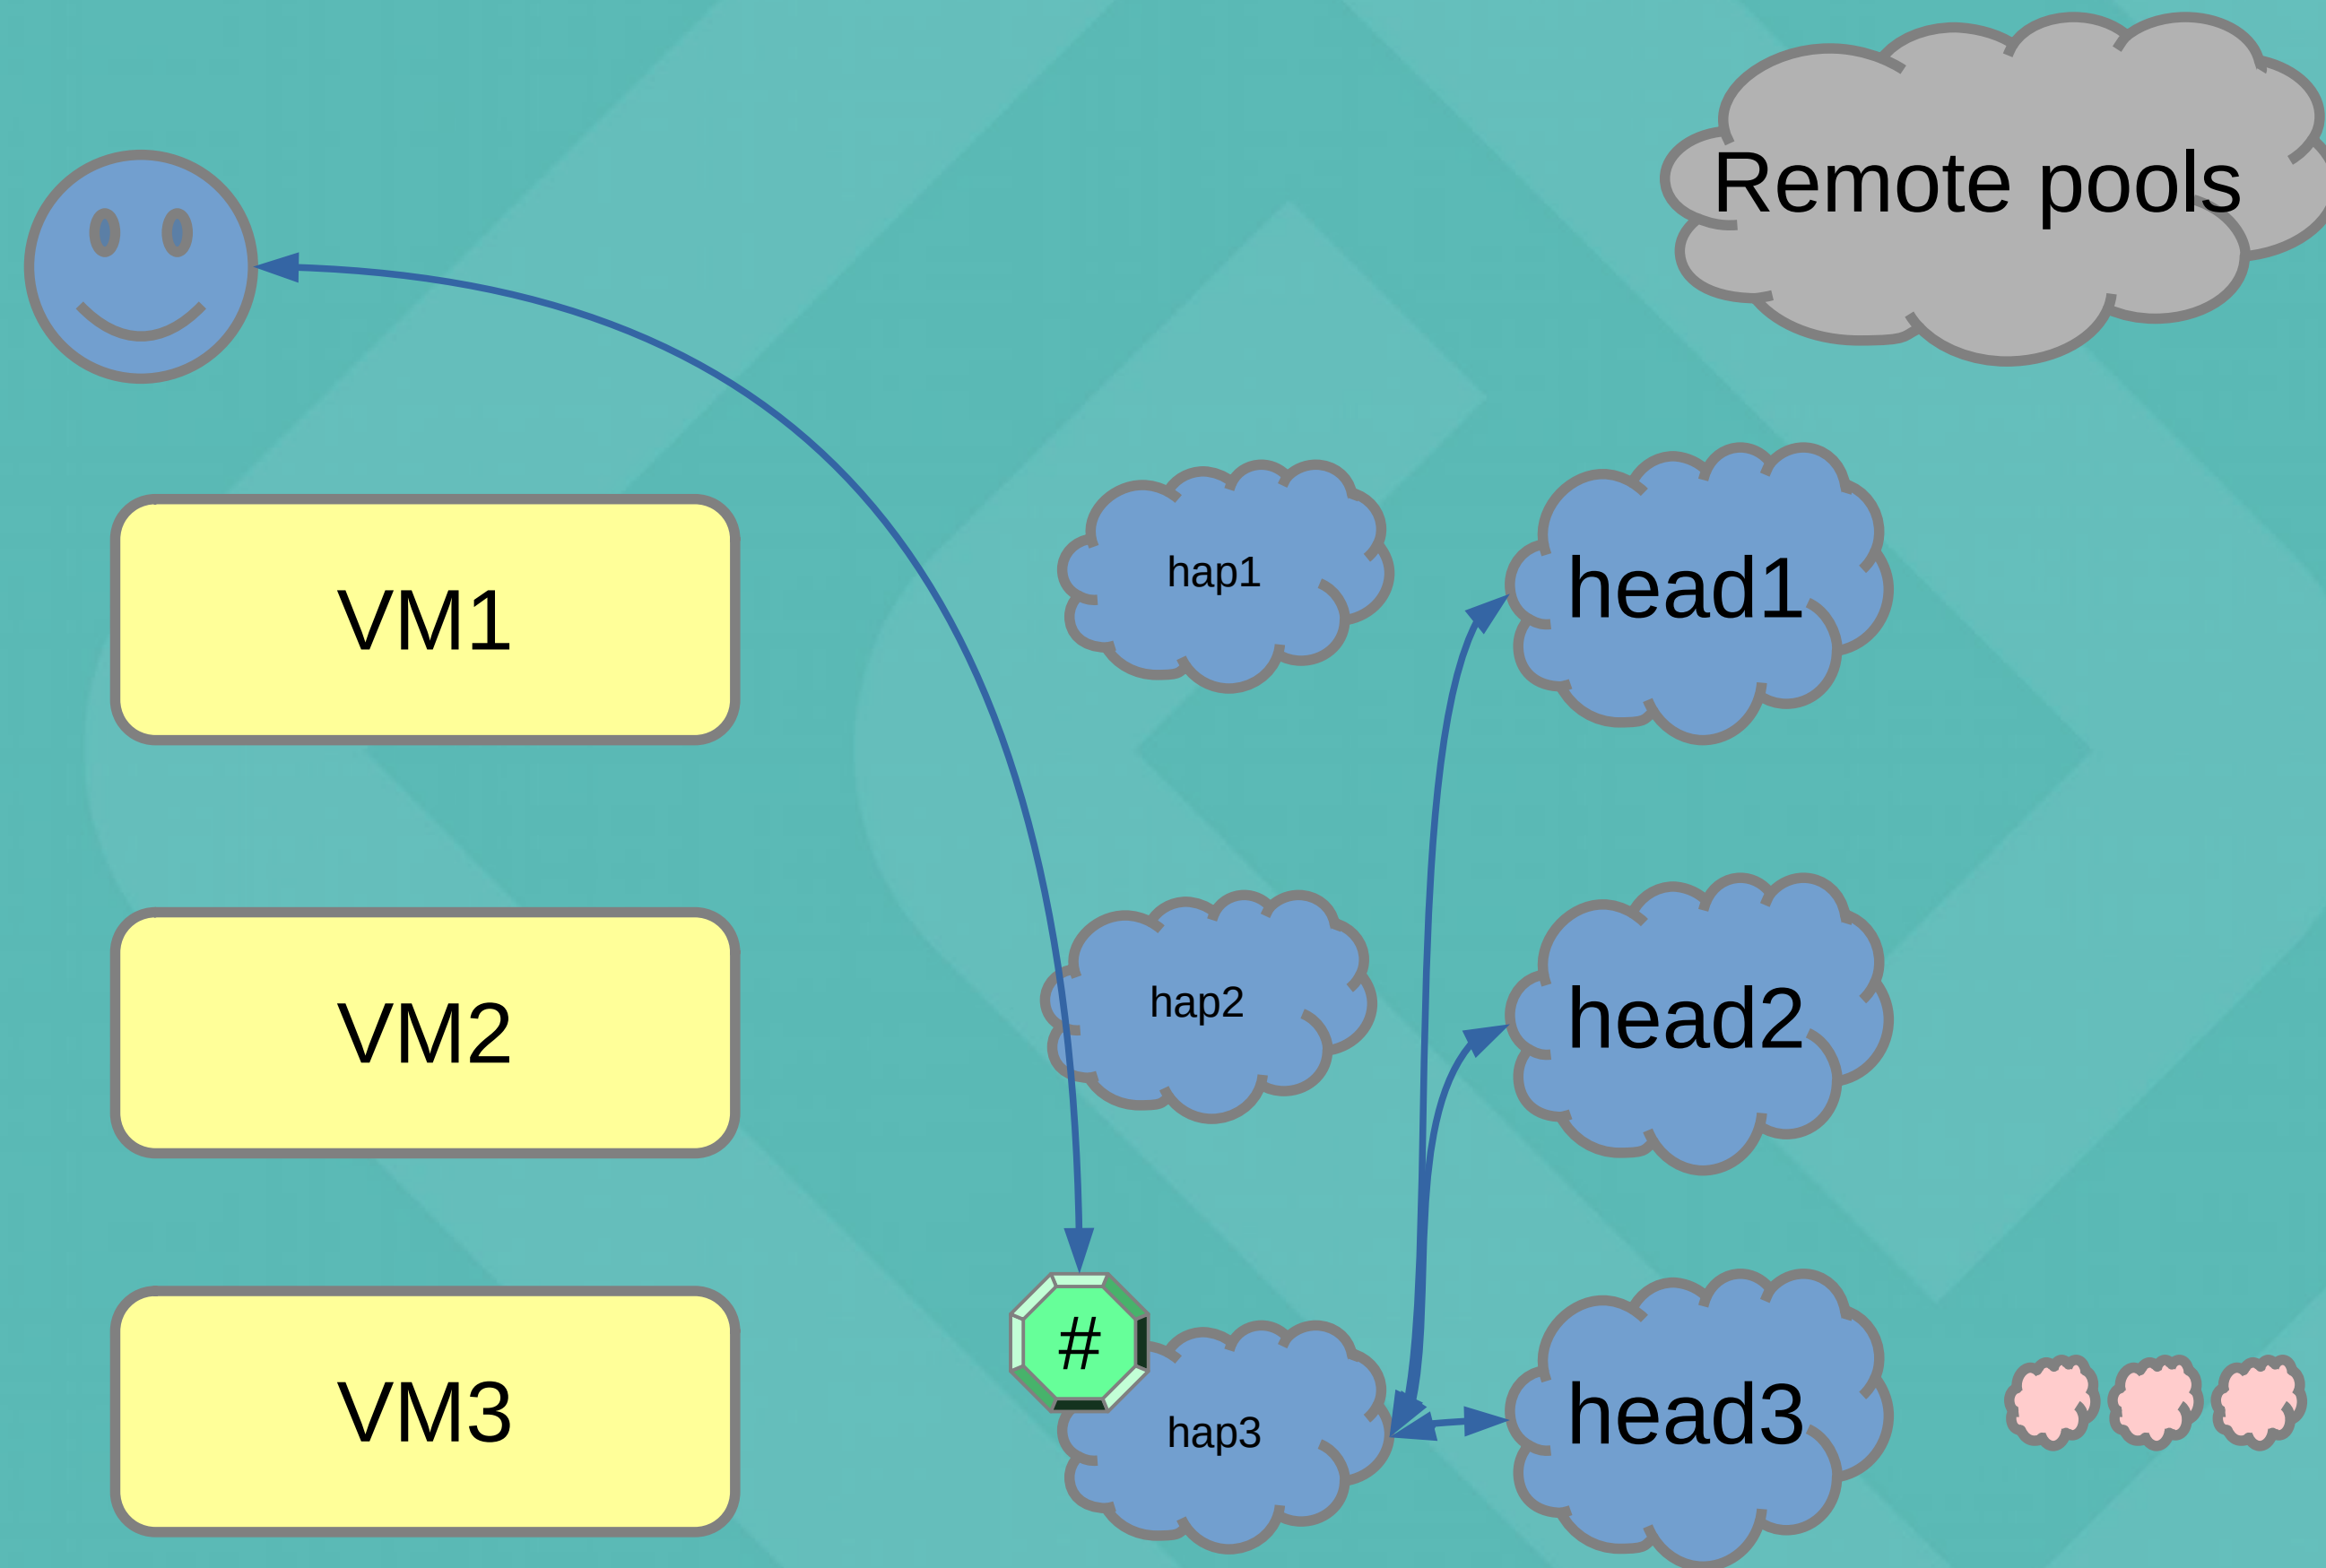 Remote pools
VM1
hap1
head1
VM2
hap2
head2
#
VM3
hap3
head3